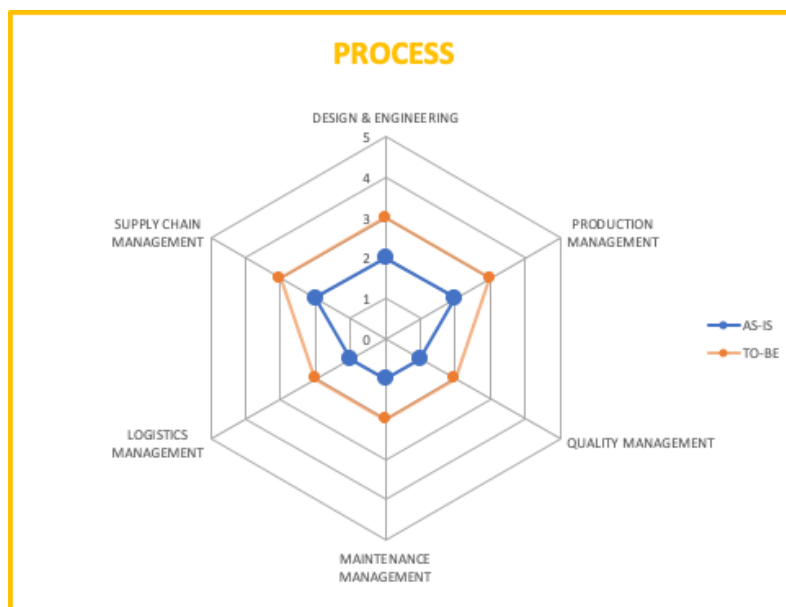 PROCESS
DESIGN & ENGINEERING
5
4
3
2
1
0
SUPPLY CHAIN
MANAGEMENT
PRODUCTION
MANAGEMENT
AS-IS
TO-BE
LOGISTICS
MANAGEMENT
QUALITY MANAGEMENT
MAINTENANCE
MANAGEMENT